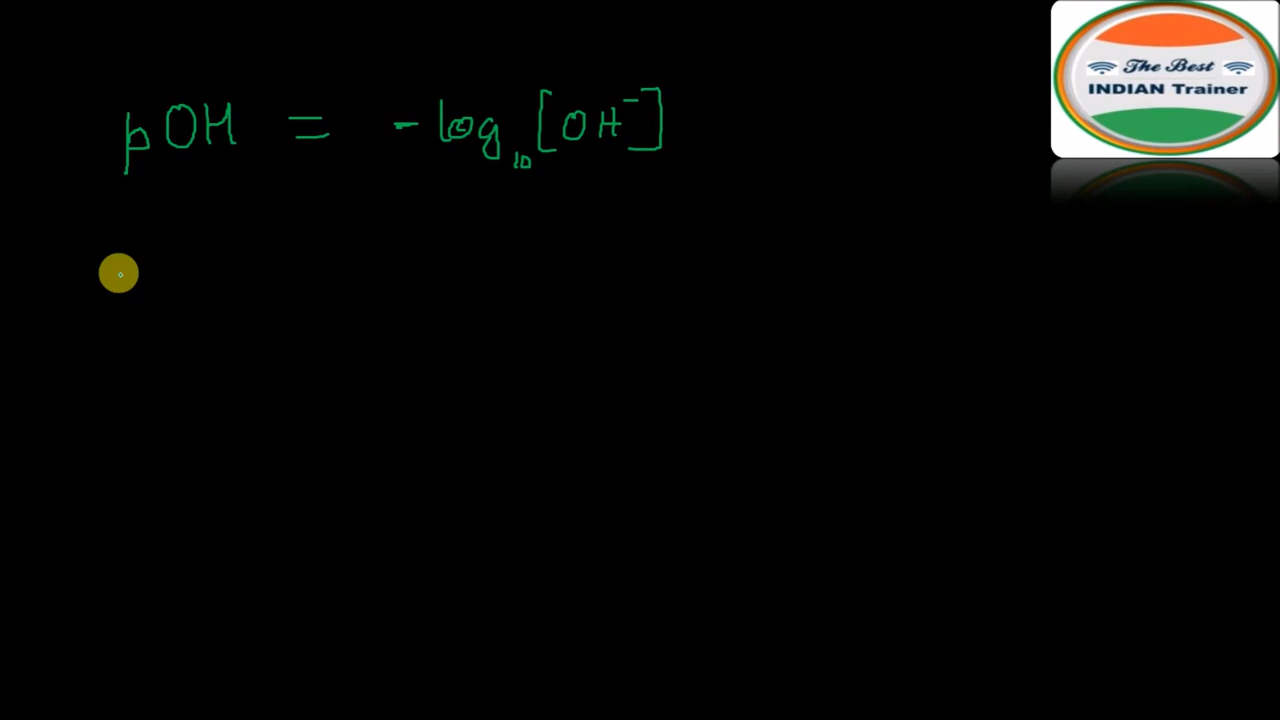 pOH = - log₁₀ [OH⁻]
The Best
INDIAN Trainer